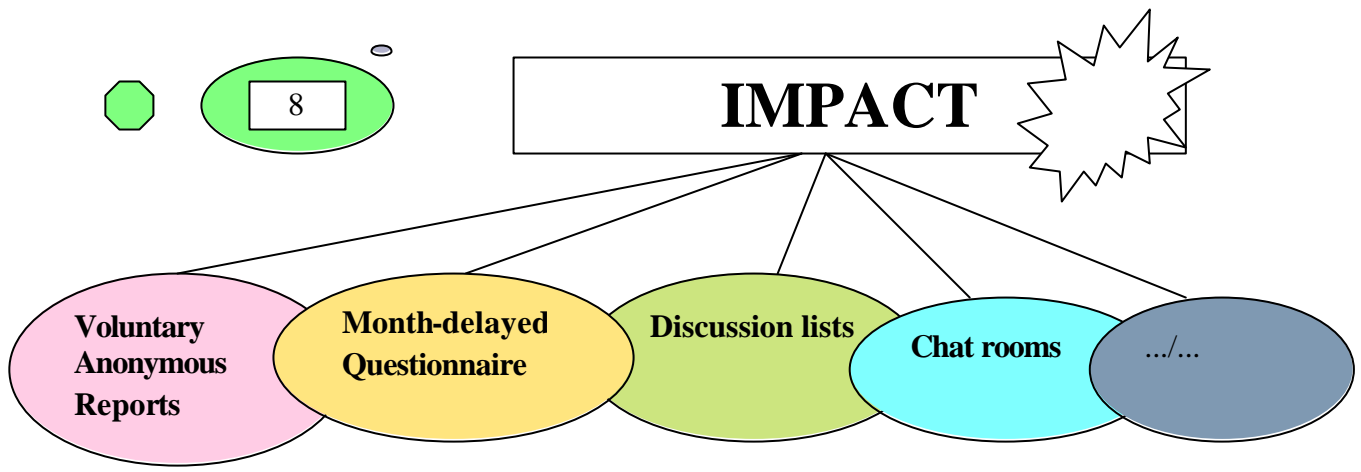 8
IMPACT
Voluntary
Anonymous
Reports
Month-delayed
Questionnaire
Discussion lists
Chat rooms
.../...